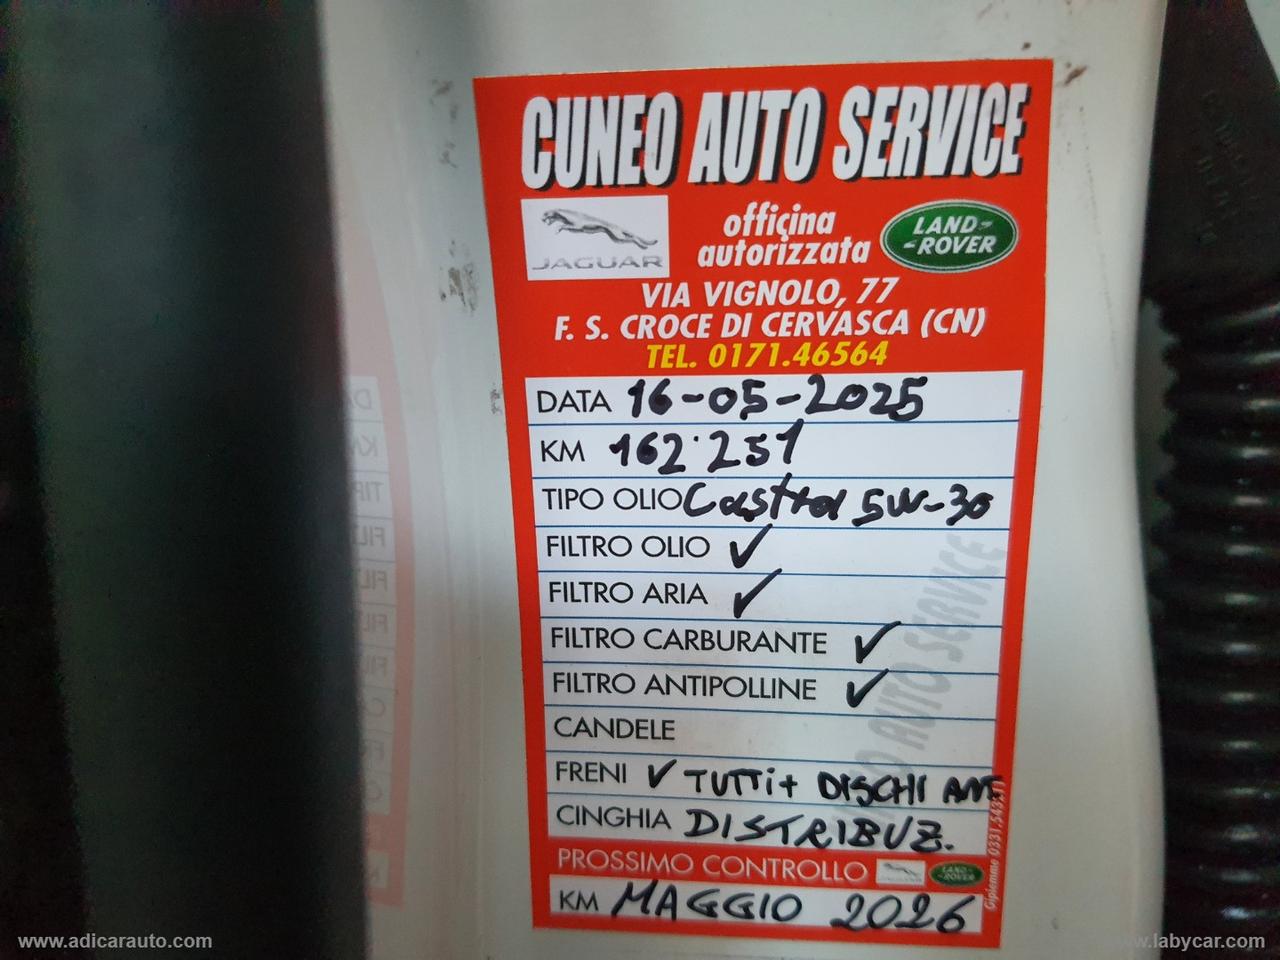 CUNEO AUTO SERVICE
JAGUAR
officina
autorizzata
LAND-
-ROVER
VIA VIGNOLO, 77
F. S. CROCE DI CERVASCA (CN)
TEL. 0171.46564
DATA 16-05-2025
KM 162.251
TIPO OLIO Castrol 5W-30
FILTRO OLIO ✓
FILTRO ARIA ✓
FILTRO CARBURANTE ✓
FILTRO ANTIPOLLINE ✓
CANDELE
FRENI ✓ TUTTi + DISCHI ANT.
CINGHIA DISTRIBUZ.
PROSSIMO CONTROLLO
KM MAGGIO 2026
AUTO SERVICE
www.adicarauto.com
www.labycar.com